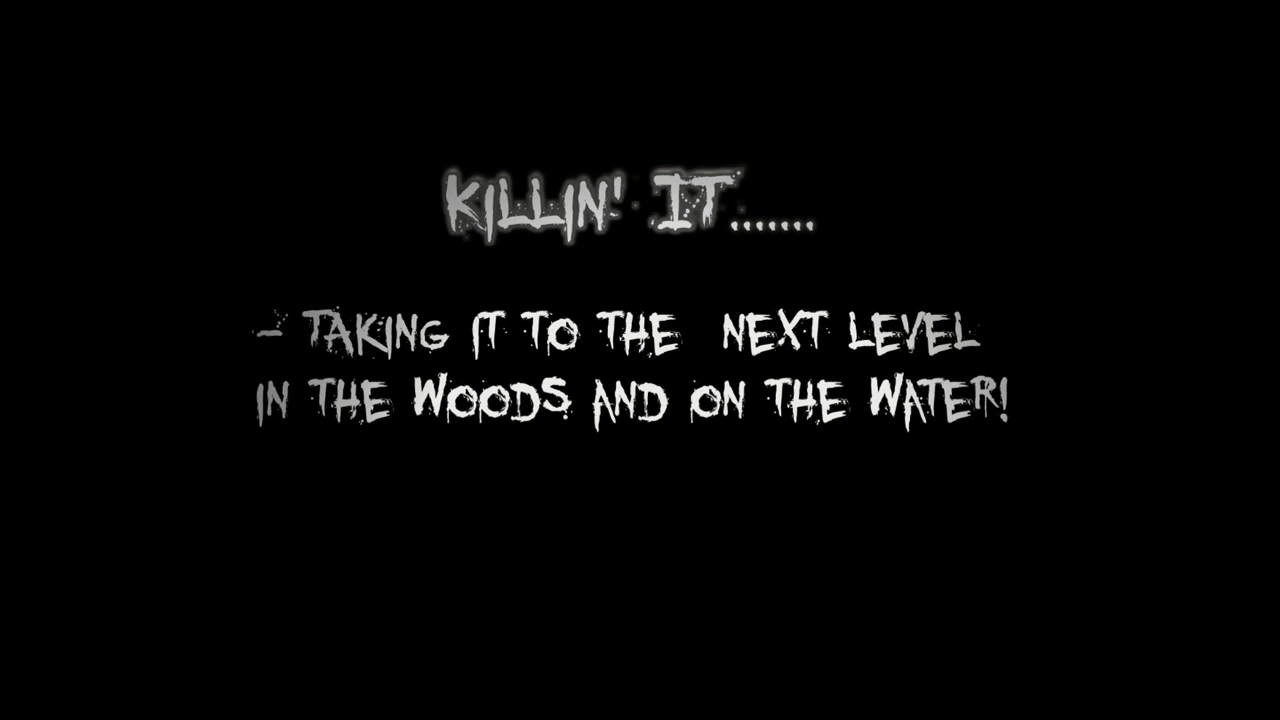 KILLIN' IT.......
- TAKING IT TO THE NEXT LEVEL
IN THE WOODS AND ON THE WATER!